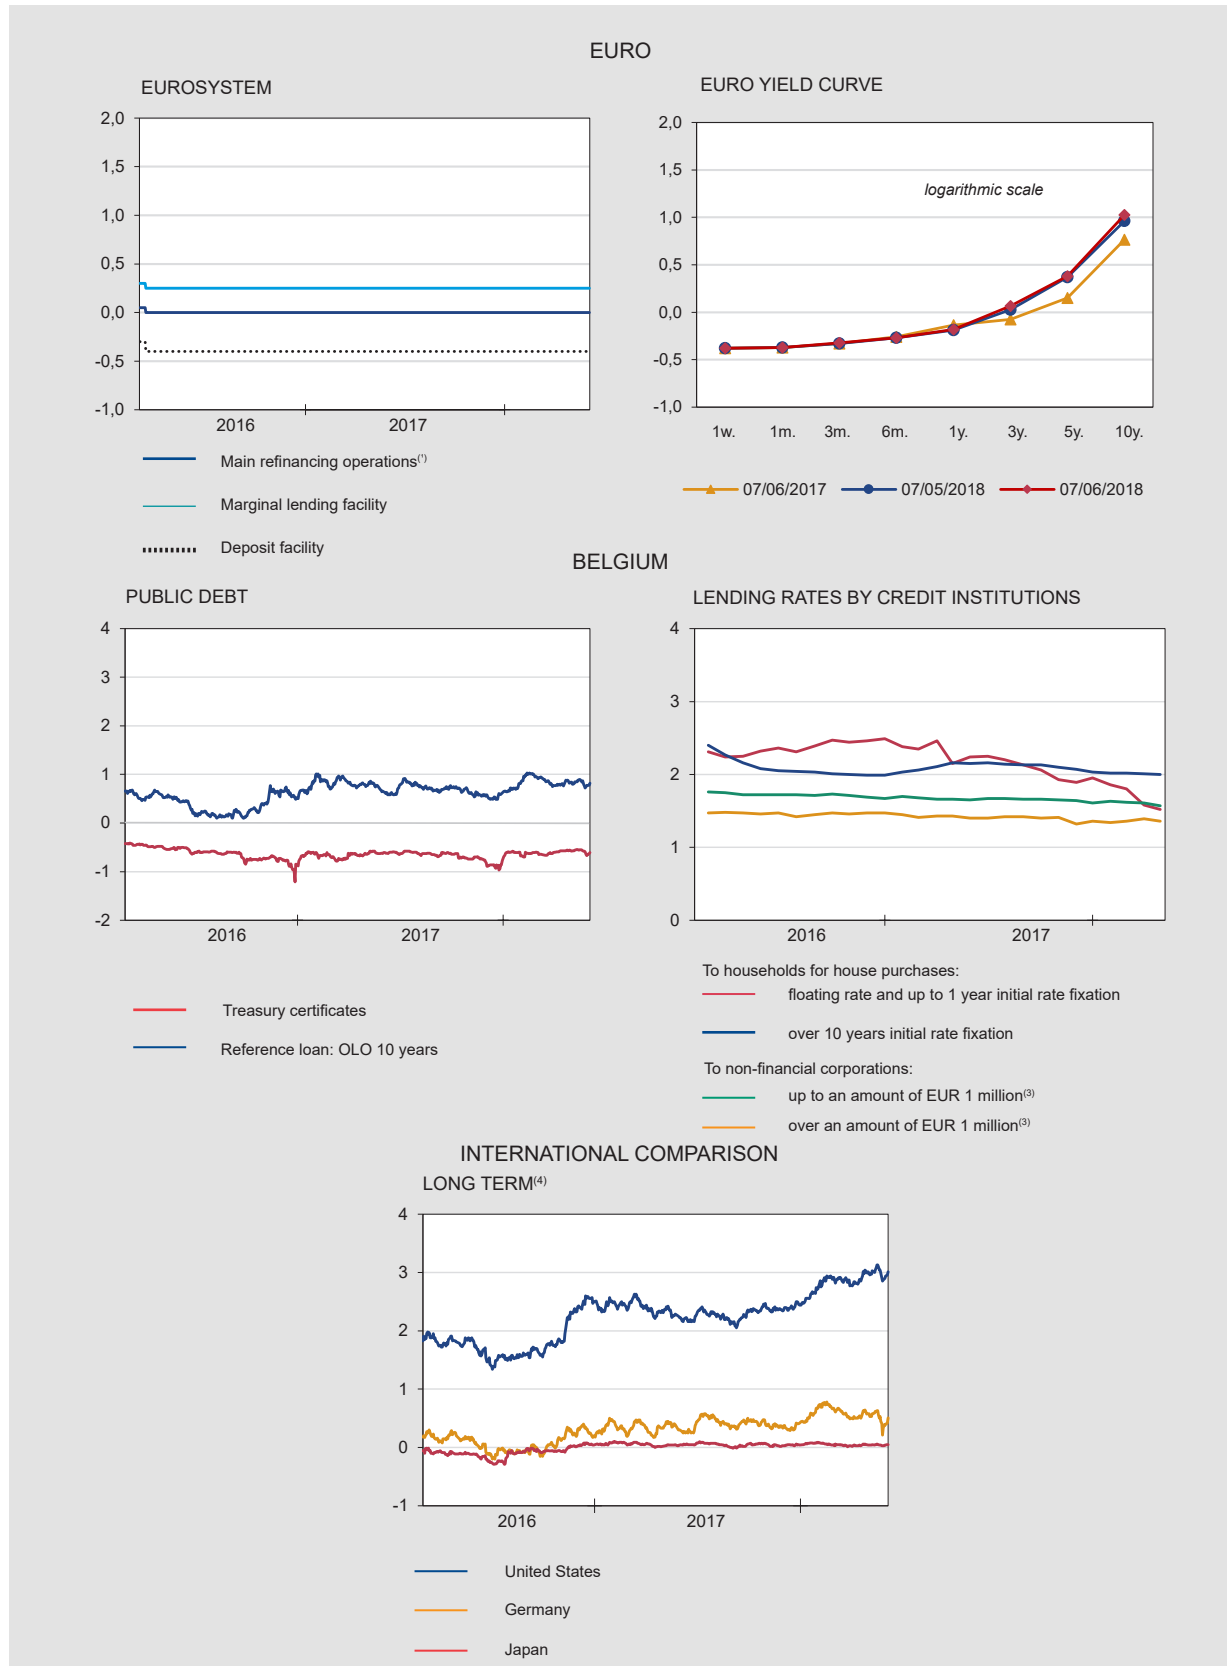 EURO
EUROSYSTEM
2,0
1,5
1,0
0,5
0,0
-0,5
-1,0
2016 2017
Main refinancing operations(¹)
Marginal lending facility
Deposit facility
EURO YIELD CURVE
2,0
1,5
1,0
0,5
0,0
-0,5
-1,0
logarithmic scale
1w. 1m. 3m. 6m. 1y. 3y. 5y. 10y.
07/06/2017 07/05/2018 07/06/2018
BELGIUM
PUBLIC DEBT
4
3
2
1
0
-1
-2
2016 2017
Treasury certificates
Reference loan: OLO 10 years
LENDING RATES BY CREDIT INSTITUTIONS
4
3
2
1
0
2016 2017
To households for house purchases:
floating rate and up to 1 year initial rate fixation
over 10 years initial rate fixation
To non-financial corporations:
up to an amount of EUR 1 million(3)
over an amount of EUR 1 million(3)
INTERNATIONAL COMPARISON
LONG TERM(4)
4
3
2
1
0
-1
2016 2017
United States
Germany
Japan